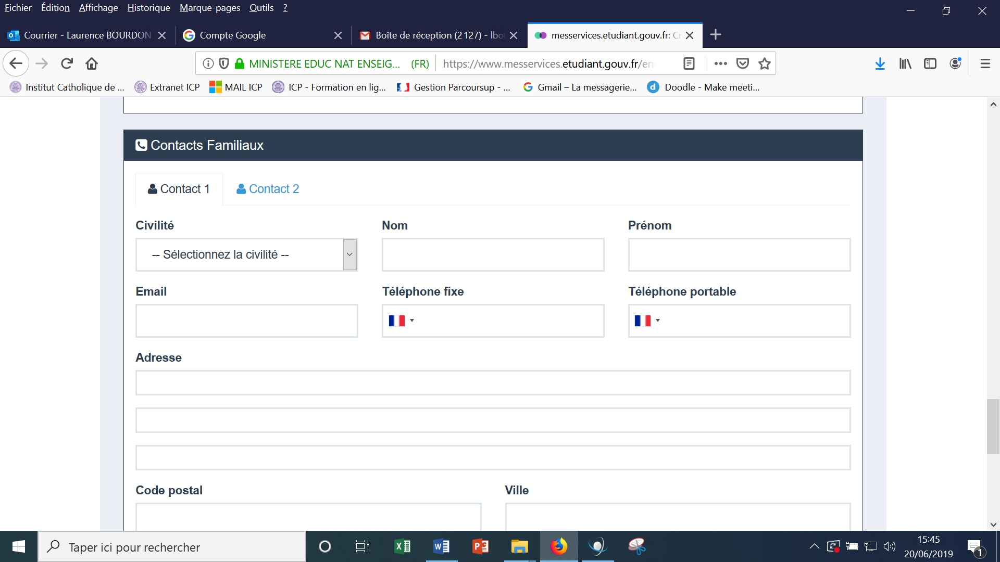 Fichier Édition Affichage Historique Marque-pages Outils ?
Courrier - Laurence BOURDON
Compte Google
Boîte de réception (2 127) - lbo
messervices.etudiant.gouv.fr: Cr
MINISTERE EDUC NAT ENSEIG... (FR) https://www.messervices.etudiant.gouv.fr/en
Institut Catholique de ... Extranet ICP MAIL ICP ICP - Formation en lig... Gestion Parcoursup - ... Gmail – La messagerie... Doodle - Make meeti...
Contacts Familiaux
Contact 1 Contact 2
Civilité Nom Prénom
-- Sélectionnez la civilité --
Email Téléphone fixe Téléphone portable
Adresse
Code postal Ville
Taper ici pour rechercher
15:45
20/06/2019
1